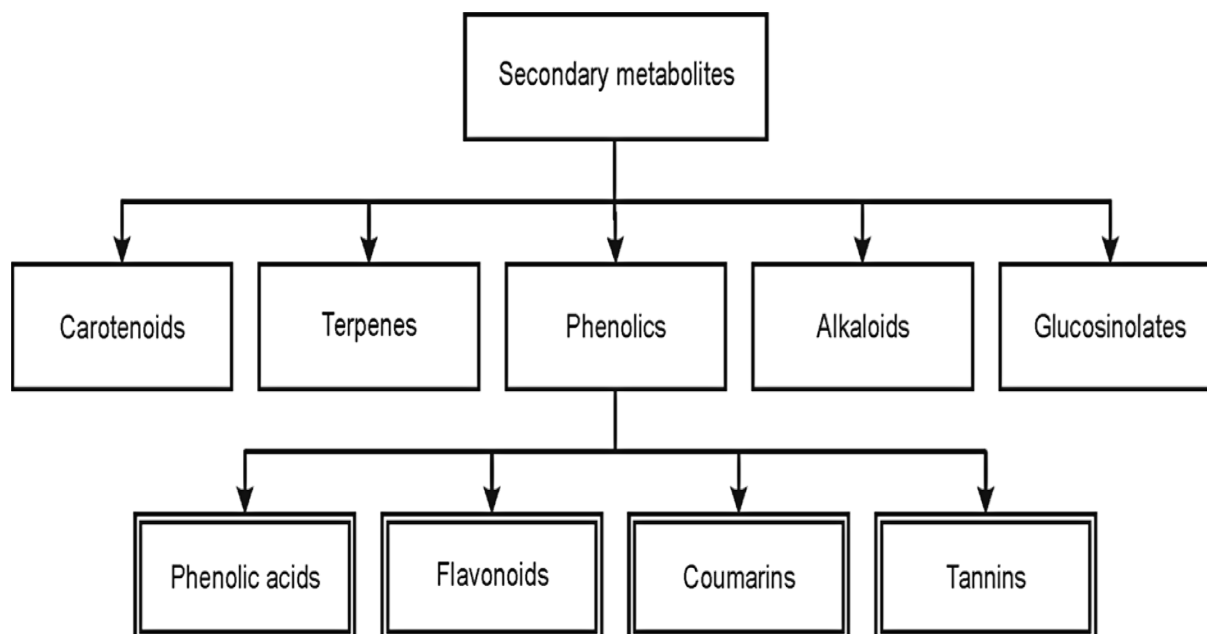 Secondary metabolites
Carotenoids
Terpenes
Phenolics
Alkaloids
Glucosinolates
Phenolic acids
Flavonoids
Coumarins
Tannins